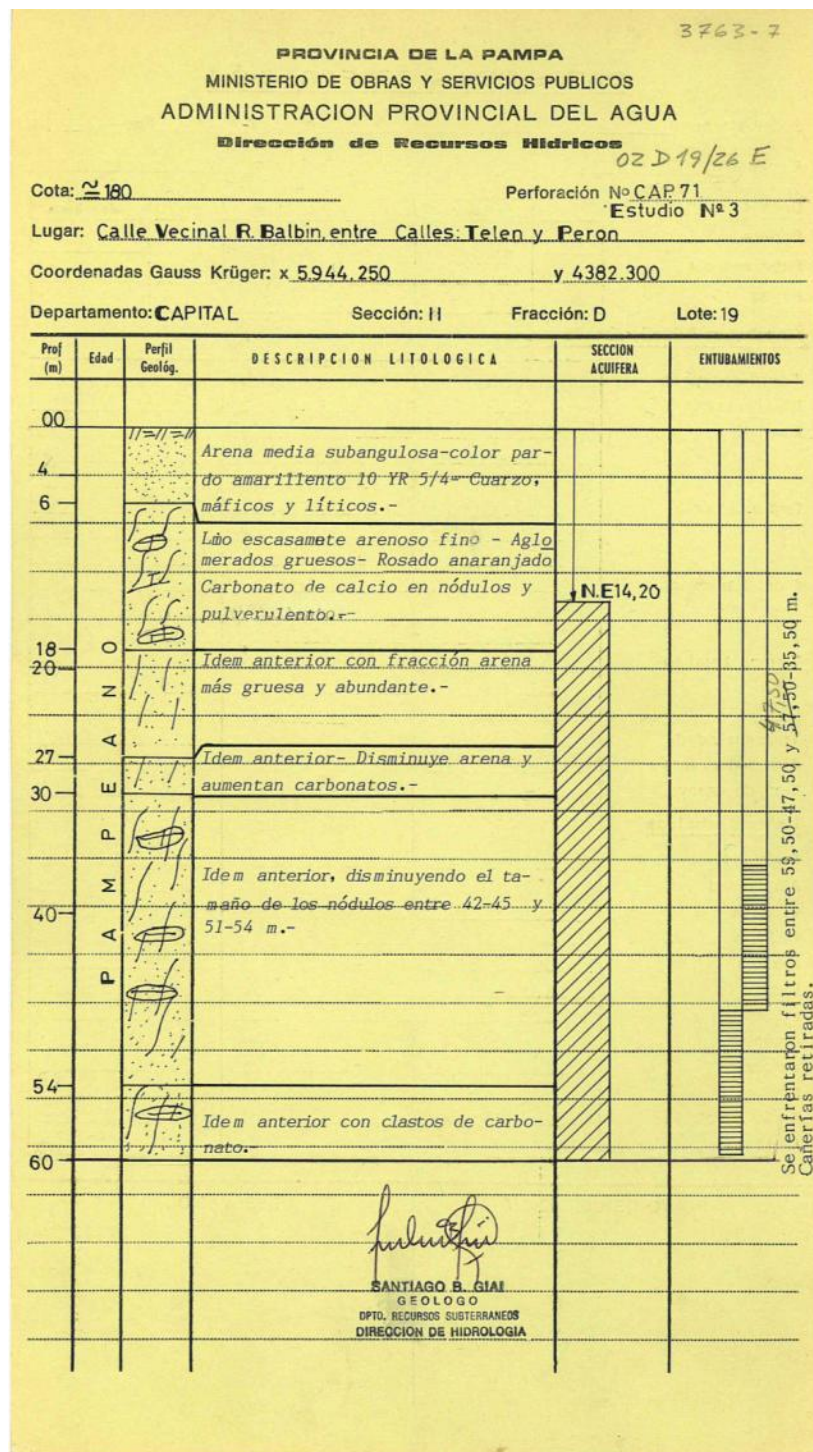 3763-7
PROVINCIA DE LA PAMPA
MINISTERIO DE OBRAS Y SERVICIOS PUBLICOS
ADMINISTRACION PROVINCIAL DEL AGUA
Dirección de Recursos Hídricos
02 D 19/26 E
Cota: ≃180 Perforación Nº CAP. 71
Estudio Nº 3
Lugar: Calle Vecinal R. Balbin, entre Calles: Telen y Peron
Coordenadas Gauss Krüger: x 5.944.250 y 4382.300
Departamento: CAPITAL Sección: II Fracción: D Lote: 19
Prof (m) Edad Perfil Geológ. DESCRIPCION LITOLOGICA SECCION ACUIFERA ENTUBAMIENTOS
00
Arena media subangulosa-color par-
4 do amarillento 10 YR 5/4- Cuarzo,
6 máficos y líticos.-
Lmo escasamete arenoso fino - Aglo
merados gruesos- Rosado anaranjado
Carbonato de calcio en nódulos y
N.E 14,20
pulverulento.-
18
Idem anterior con fracción arena
20
más gruesa y abundante.-
27 Idem anterior- Disminuye arena y
aumentan carbonatos.-
30
PAMPEANO
Idem anterior, disminuyendo el ta-
maño de los nódulos entre 42-45 y
40
51-54 m.-
54
Idem anterior con clastos de carbo-
nato.-
60
Se enfrentaron filtros entre 59,50-47,50 y 57,50-35,50 m.
47,50
Cañerías retiradas.
SANTIAGO B. GIAI
GEOLOGO
DPTO. RECURSOS SUBTERRANEOS
DIRECCION DE HIDROLOGIA